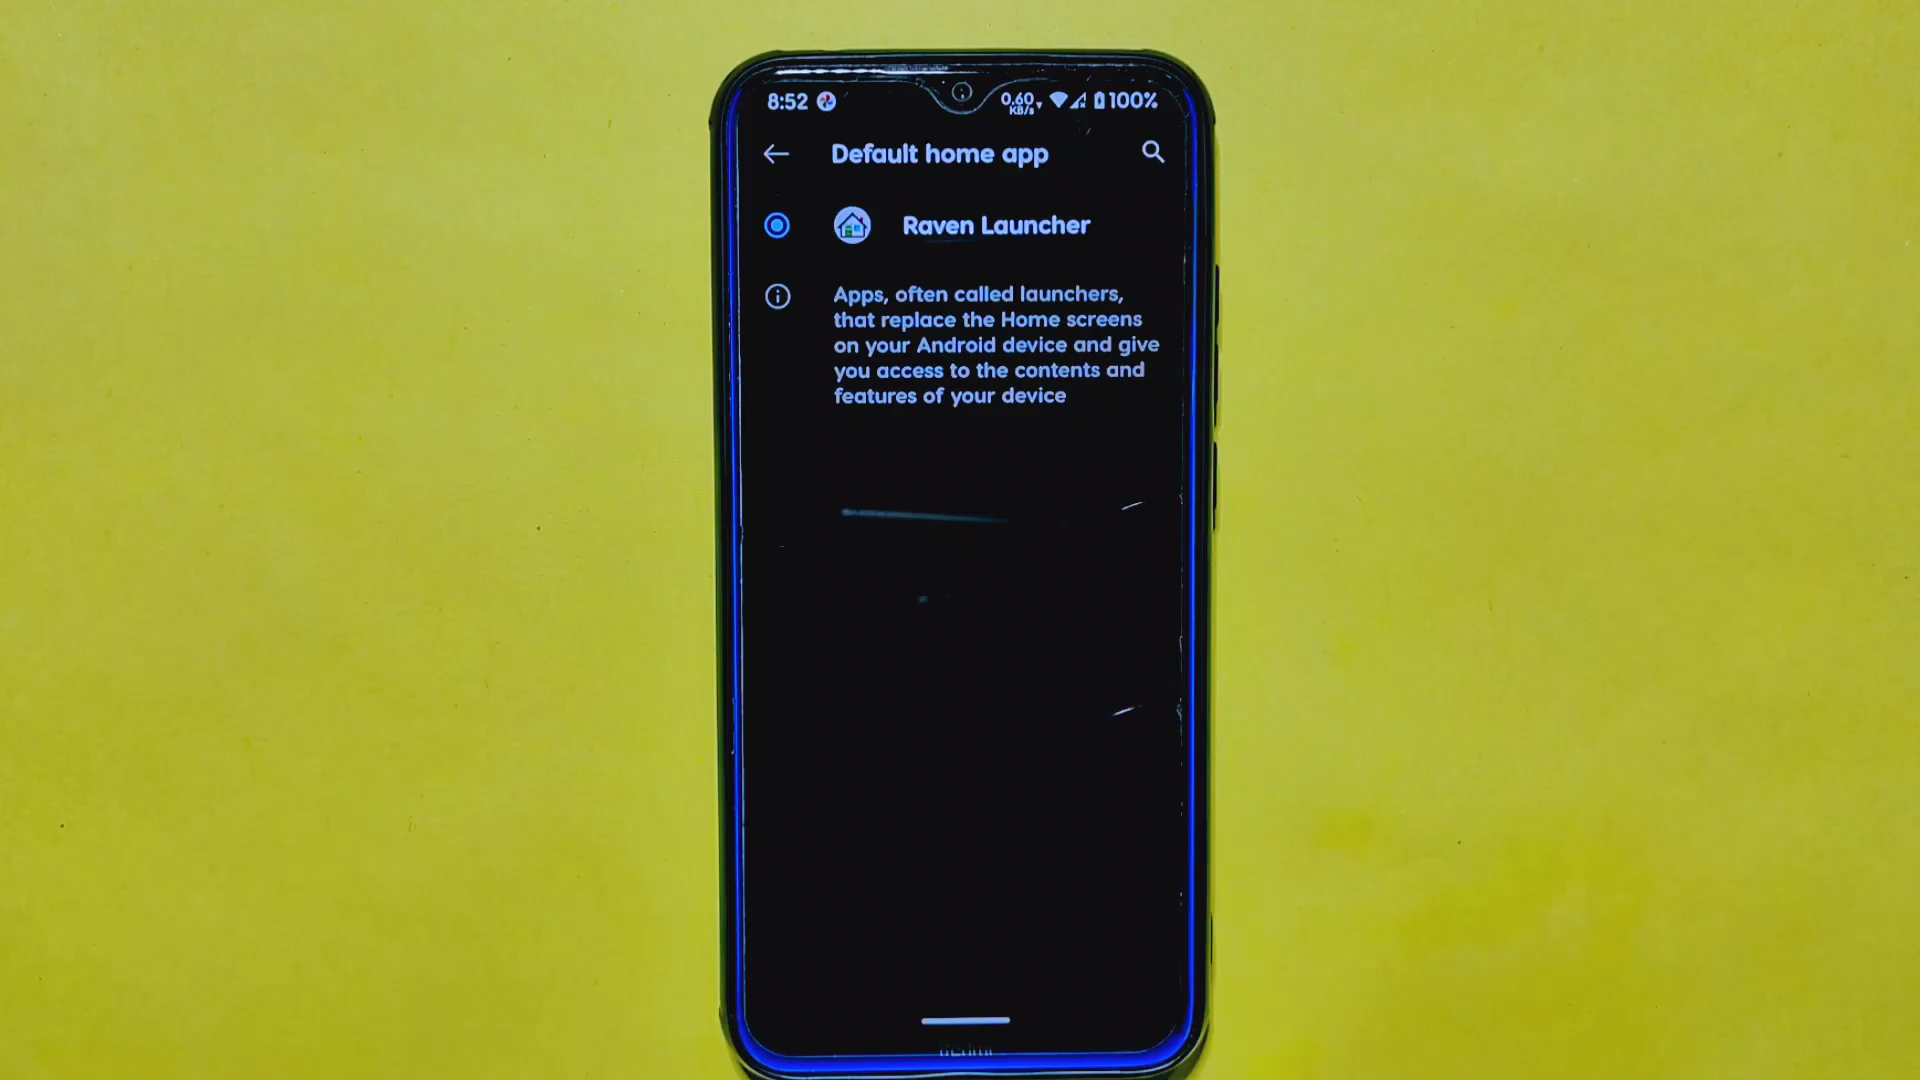 8:52 0.60 KB/s 100%
Default home app
Raven Launcher
Apps, often called launchers,
that replace the Home screens
on your Android device and give
you access to the contents and
features of your device